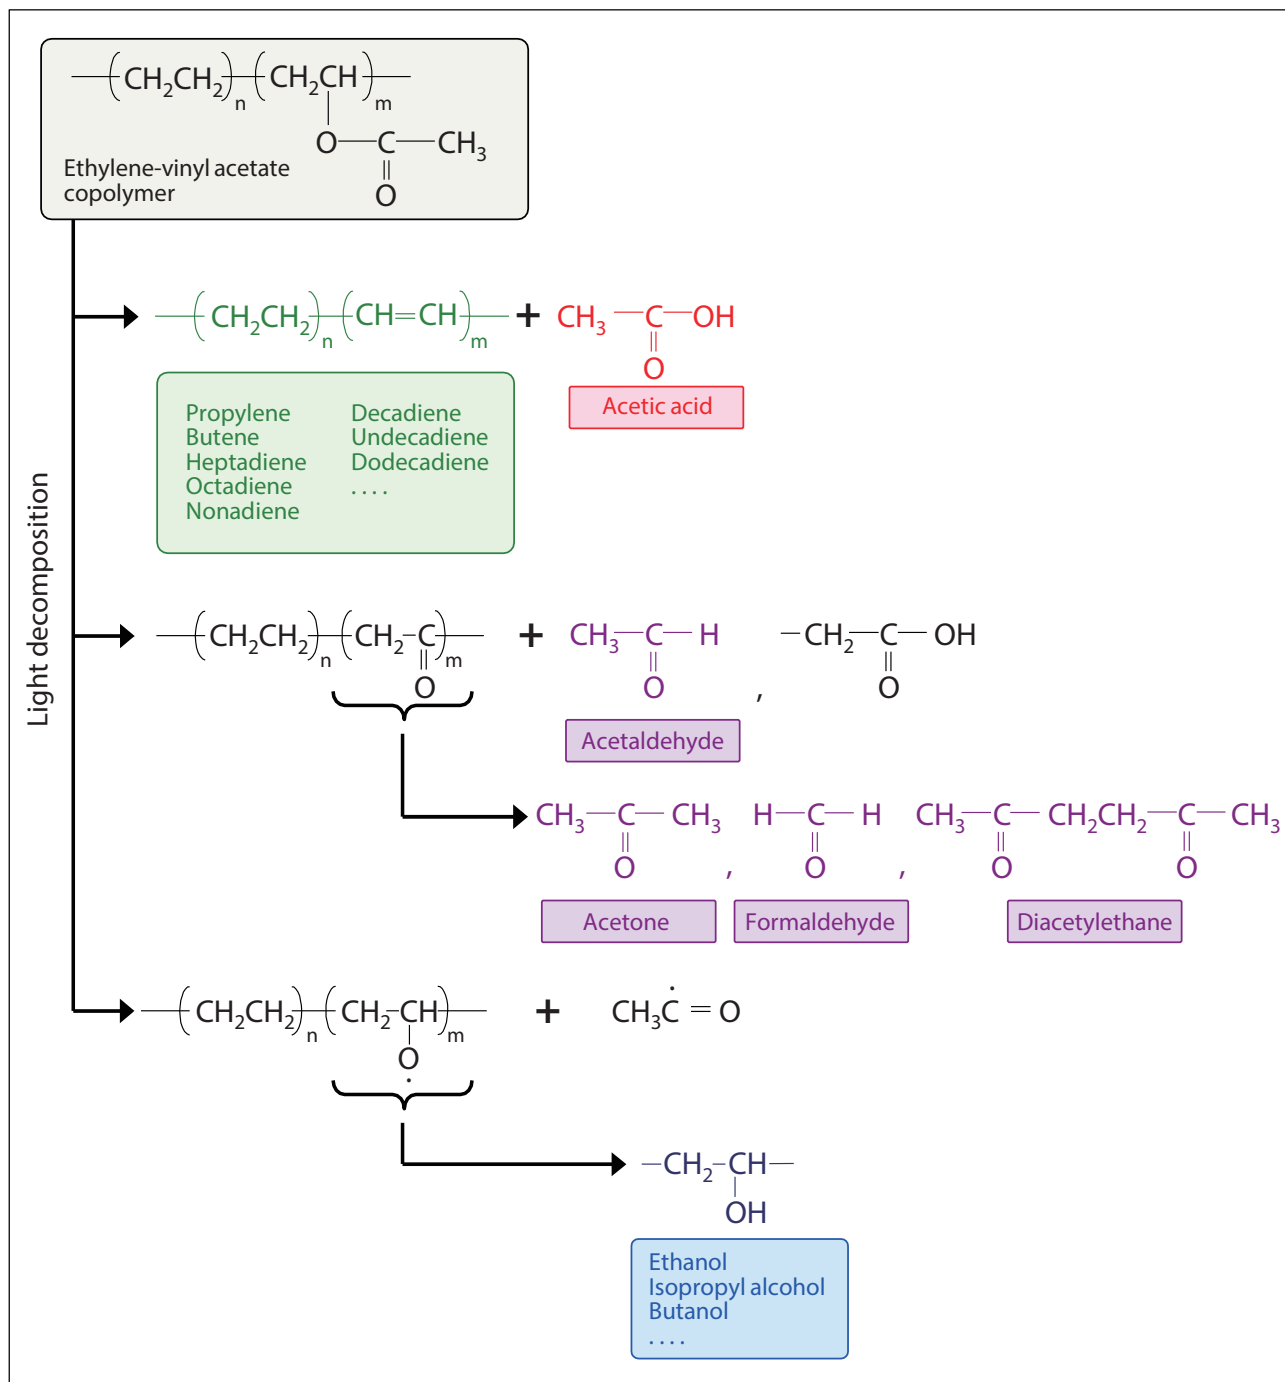 (CH₂CH₂)ₙ (CH₂CH)ₘ
O C CH₃
O
Ethylene-vinyl acetate
copolymer
Light decomposition
(CH₂CH₂)ₙ (CH=CH)ₘ + CH₃ C OH
O
Acetic acid
Propylene
Butene
Heptadiene
Octadiene
Nonadiene
Decadiene
Undecadiene
Dodecadiene
....
(CH₂CH₂)ₙ (CH₂-C)ₘ + CH₃ C H , CH₂ C OH
O O O
Acetaldehyde
CH₃ C CH₃ , H C H , CH₃ C CH₂CH₂ C CH₃
O O O O
Acetone Formaldehyde Diacetylethane
(CH₂CH₂)ₙ (CH₂-CH)ₘ + CH₃Ċ = O
O
·
CH₂-CH
OH
Ethanol
Isopropyl alcohol
Butanol
....